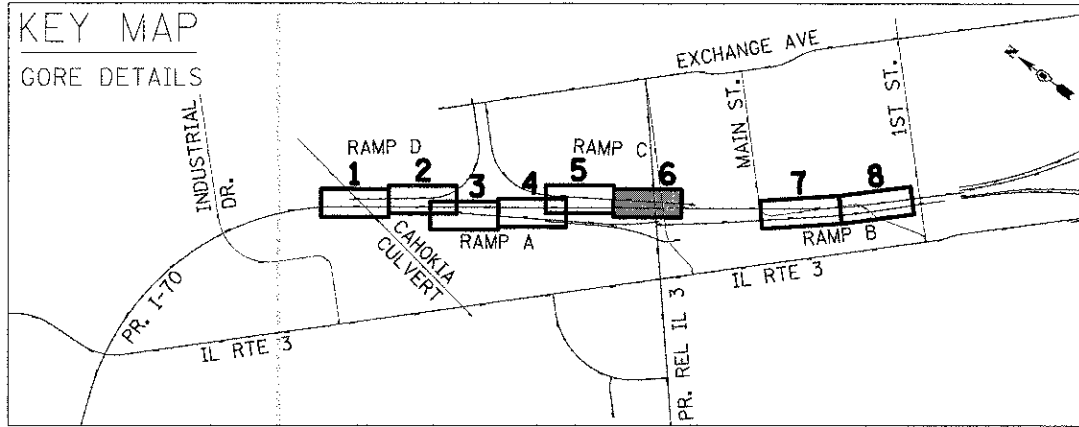 KEY MAP
GORE DETAILS
EXCHANGE AVE
N
INDUSTRIAL
DR.
RAMP D
RAMP C
MAIN ST.
1ST ST.
1
2
3
4
5
6
7
8
CAHOKIA
CULVERT
RAMP A
RAMP B
PR. I-70
IL RTE 3
IL RTE 3
PR. REL IL 3